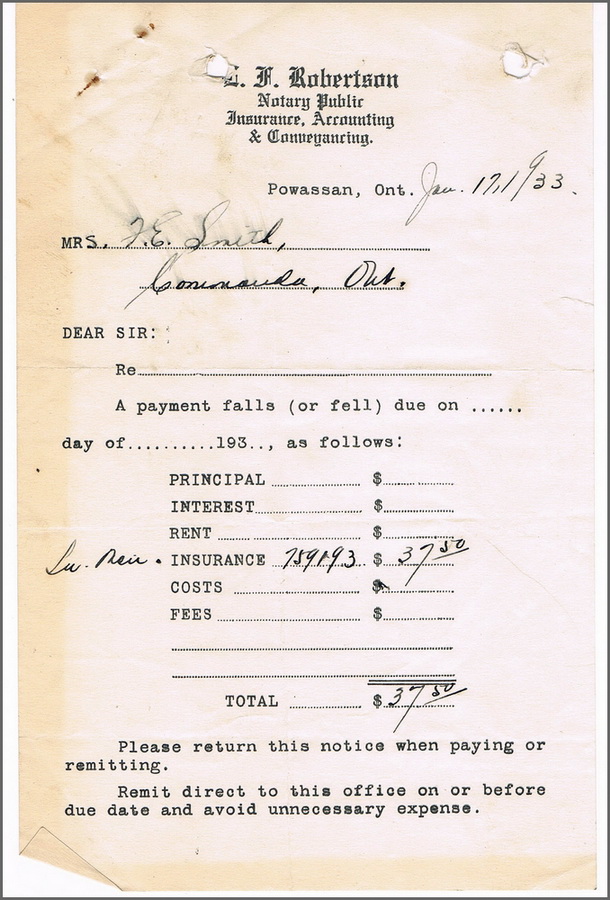 E. F. Robertson
Notary Public
Insurance, Accounting
& Conveyancing.
Powassan, Ont. Jan. 17, 1933.
MRS. F.E. Smith,
Commanda, Ont.
DEAR SIR:
Re
A payment falls (or fell) due on ......
day of..........193.., as follows:
PRINCIPAL $
INTEREST $
RENT $
INSURANCE 759193 $ 37 50
COSTS $
FEES $
TOTAL $ 37 50
Please return this notice when paying or
remitting.
Remit direct to this office on or before
due date and avoid unnecessary expense.